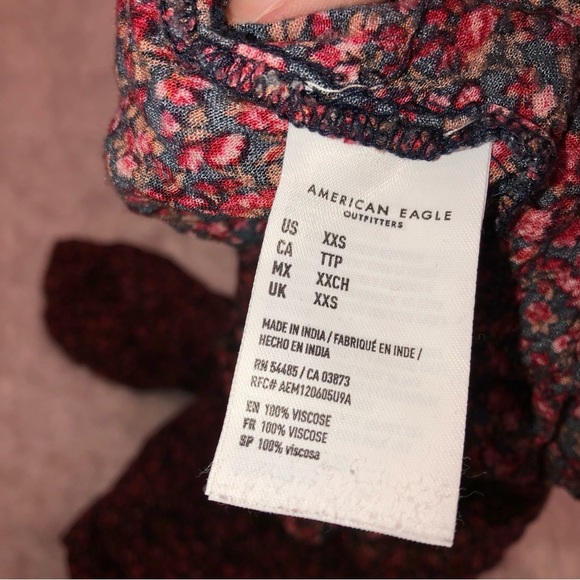 AMERICAN EAGLE
OUTFITTERS
US XXS
CA TTP
MX XXCH
UK XXS
MADE IN INDIA / FABRIQUÉ EN INDE /
HECHO EN INDIA
RN 54485 / CA 03873
RFC# AEM120605U9A
EN 100% VISCOSE
FR 100% VISCOSE
SP 100% viscosa